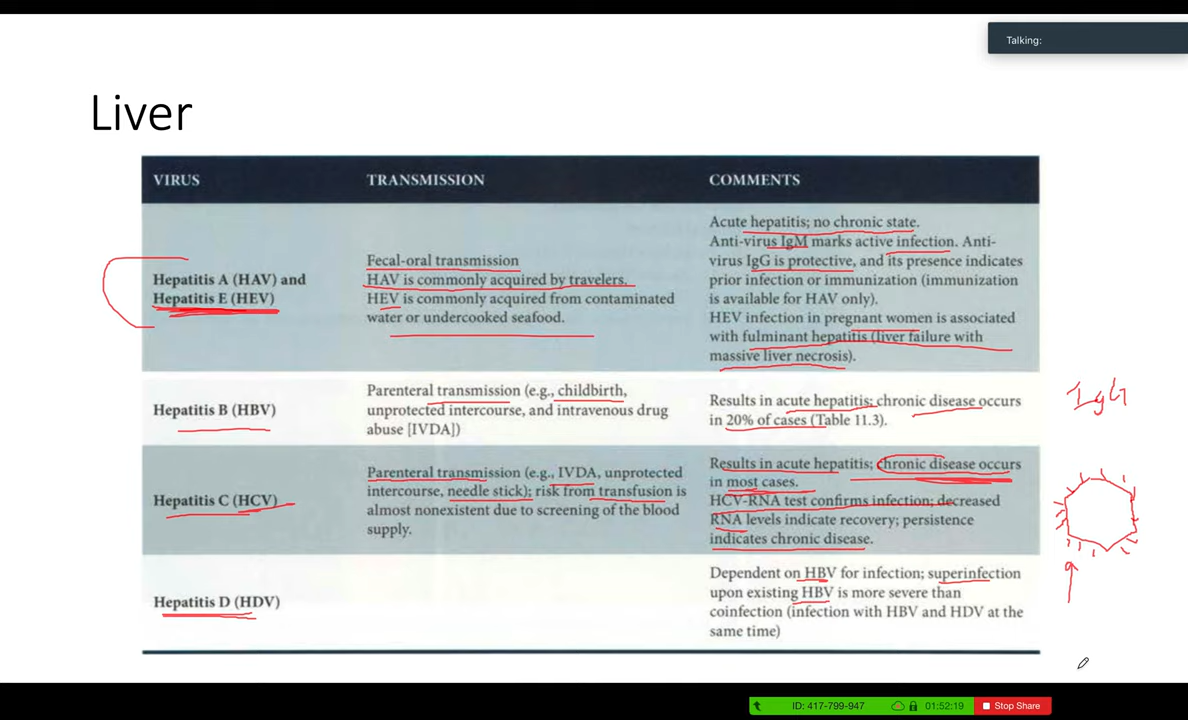 Talking:
Liver
VIRUS
TRANSMISSION
COMMENTS
Hepatitis A (HAV) and
Hepatitis E (HEV)
Fecal-oral transmission
HAV is commonly acquired by travelers.
HEV is commonly acquired from contaminated
water or undercooked seafood.
Acute hepatitis; no chronic state.
Anti-virus IgM marks active infection. Anti-
virus IgG is protective, and its presence indicates
prior infection or immunization (immunization
is available for HAV only).
HEV infection in pregnant women is associated
with fulminant hepatitis (liver failure with
massive liver necrosis).
Hepatitis B (HBV)
Parenteral transmission (e.g., childbirth,
unprotected intercourse, and intravenous drug
abuse [IVDA])
Results in acute hepatitis; chronic disease occurs
in 20% of cases (Table 11.3).
IgG
Hepatitis C (HCV)
Parenteral transmission (e.g., IVDA, unprotected
intercourse, needle stick); risk from transfusion is
almost nonexistent due to screening of the blood
supply.
Results in acute hepatitis; chronic disease occurs
in most cases.
HCV-RNA test confirms infection; decreased
RNA levels indicate recovery; persistence
indicates chronic disease.
Hepatitis D (HDV)
Dependent on HBV for infection; superinfection
upon existing HBV is more severe than
coinfection (infection with HBV and HDV at the
same time)
ID: 417-799-947
01:52:19
Stop Share